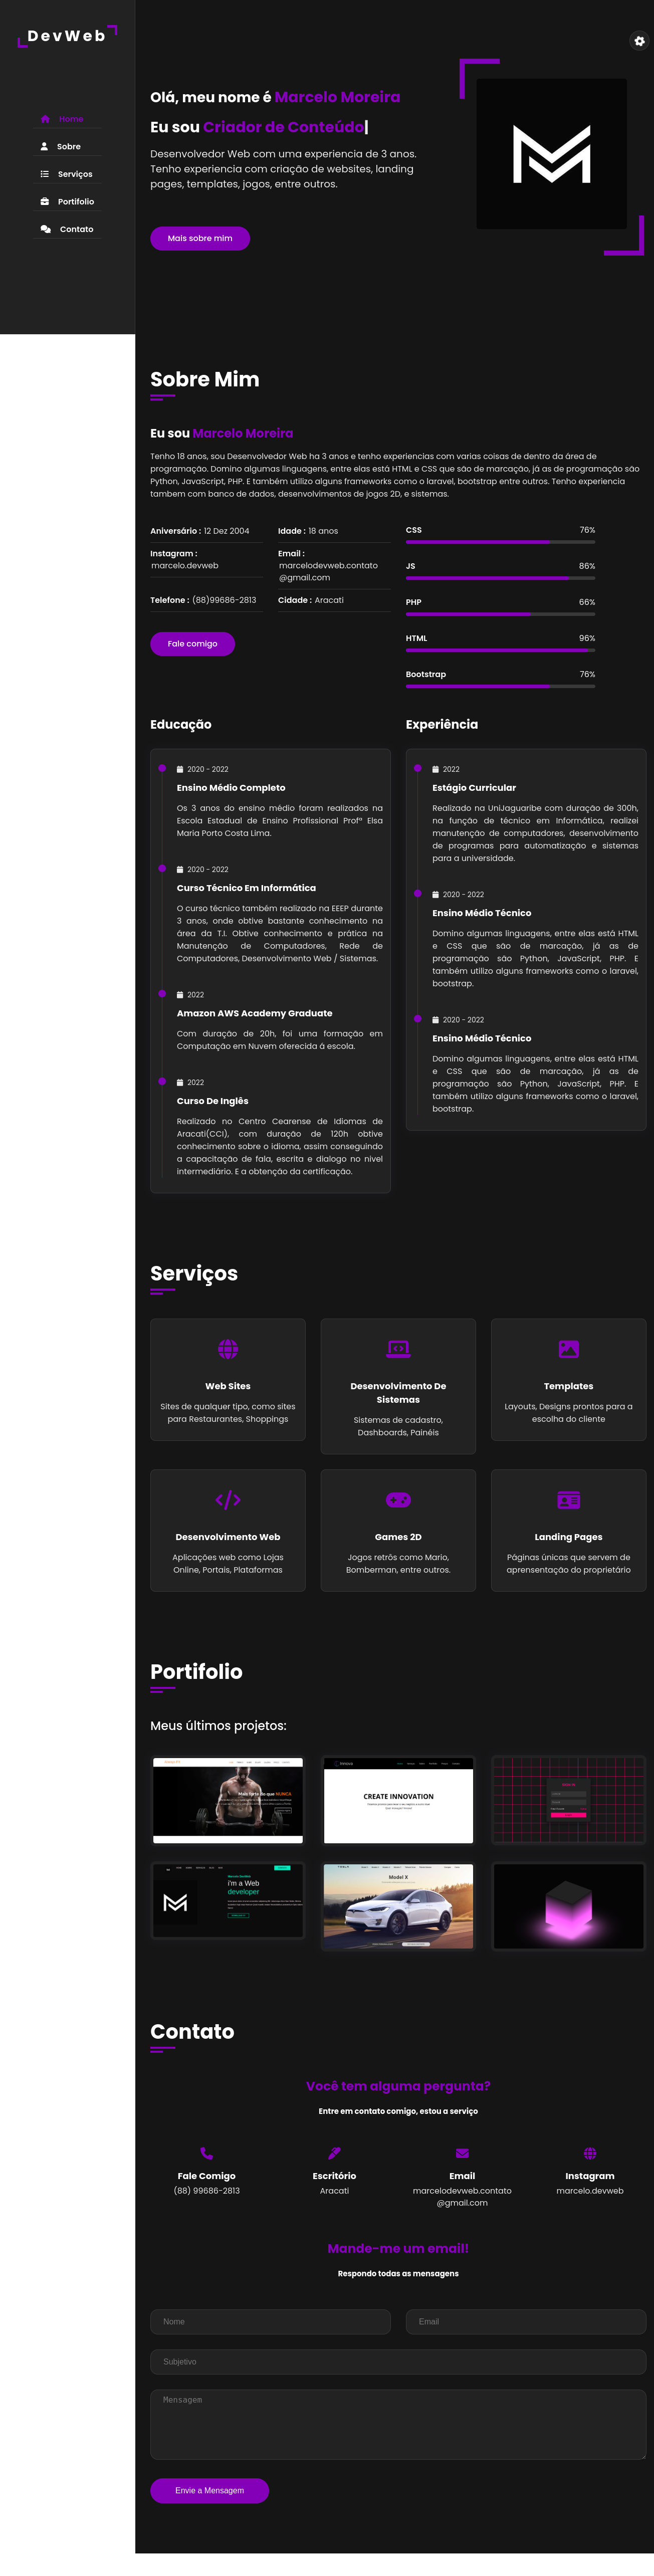 DevWeb
Home
Sobre
Serviços
Portifolio
Contato
Olá, meu nome é Marcelo Moreira
Eu sou Criador de Conteúdo|
Desenvolvedor Web com uma experiencia de 3 anos.
Tenho experiencia com criação de websites, landing
pages, templates, jogos, entre outros.
Mais sobre mim
Sobre Mim
Eu sou Marcelo Moreira
Tenho 18 anos, sou Desenvolvedor Web ha 3 anos e tenho experiencias com varias coisas de dentro da área de
programação. Domino algumas linguagens, entre elas está HTML e CSS que são de marcação, já as de programação são
Python, JavaScript, PHP. E também utilizo alguns frameworks como o laravel, bootstrap entre outros. Tenho experiencia
tambem com banco de dados, desenvolvimentos de jogos 2D, e sistemas.
Aniversário : 12 Dez 2004
Idade : 18 anos
Instagram :
marcelo.devweb
Email :
marcelodevweb.contato
@gmail.com
Telefone : (88)99686-2813
Cidade : Aracati
Fale comigo
CSS 76%
JS 86%
PHP 66%
HTML 96%
Bootstrap 76%
Educação
2020 - 2022
Ensino Médio Completo
Os 3 anos do ensino médio foram realizados na
Escola Estadual de Ensino Profissional Profª Elsa
Maria Porto Costa Lima.
2020 - 2022
Curso Técnico Em Informática
O curso técnico também realizado na EEEP durante
3 anos, onde obtive bastante conhecimento na
área da T.I. Obtive conhecimento e prática na
Manutenção de Computadores, Rede de
Computadores, Desenvolvimento Web / Sistemas.
2022
Amazon AWS Academy Graduate
Com duração de 20h, foi uma formação em
Computação em Nuvem oferecida à escola.
2022
Curso De Inglês
Realizado no Centro Cearense de Idiomas de
Aracati(CCI), com duração de 120h obtive
conhecimento sobre o idioma, assim conseguindo
a capacitação de fala, escrita e dialogo no nivel
intermediário. E a obtenção da certificação.
Experiência
2022
Estágio Curricular
Realizado na UniJaguaribe com duração de 300h,
na função de técnico em Informática, realizei
manutenção de computadores, desenvolvimento
de programas para automatização e sistemas
para a universidade.
2020 - 2022
Ensino Médio Técnico
Domino algumas linguagens, entre elas está HTML
e CSS que são de marcação, já as de
programação são Python, JavaScript, PHP. E
também utilizo alguns frameworks como o laravel,
bootstrap.
2020 - 2022
Ensino Médio Técnico
Domino algumas linguagens, entre elas está HTML
e CSS que são de marcação, já as de
programação são Python, JavaScript, PHP. E
também utilizo alguns frameworks como o laravel,
bootstrap.
Serviços
Web Sites
Sites de qualquer tipo, como sites
para Restaurantes, Shoppings
Desenvolvimento De
Sistemas
Sistemas de cadastro,
Dashboards, Painéis
Templates
Layouts, Designs prontos para a
escolha do cliente
Desenvolvimento Web
Aplicações web como Lojas
Online, Portais, Plataformas
Games 2D
Jogos retrôs como Mario,
Bomberman, entre outros.
Landing Pages
Páginas únicas que servem de
aprensentação do proprietário
Portifolio
Meus últimos projetos:
Mais forte do que NUNCA
CREATE INNOVATION
i'm a Web
developer
Model X
Contato
Você tem alguma pergunta?
Entre em contato comigo, estou a serviço
Fale Comigo
(88) 99686-2813
Escritório
Aracati
Email
marcelodevweb.contato
@gmail.com
Instagram
marcelo.devweb
Mande-me um email!
Respondo todas as mensagens
Nome
Email
Subjetivo
Mensagem
Envie a Mensagem